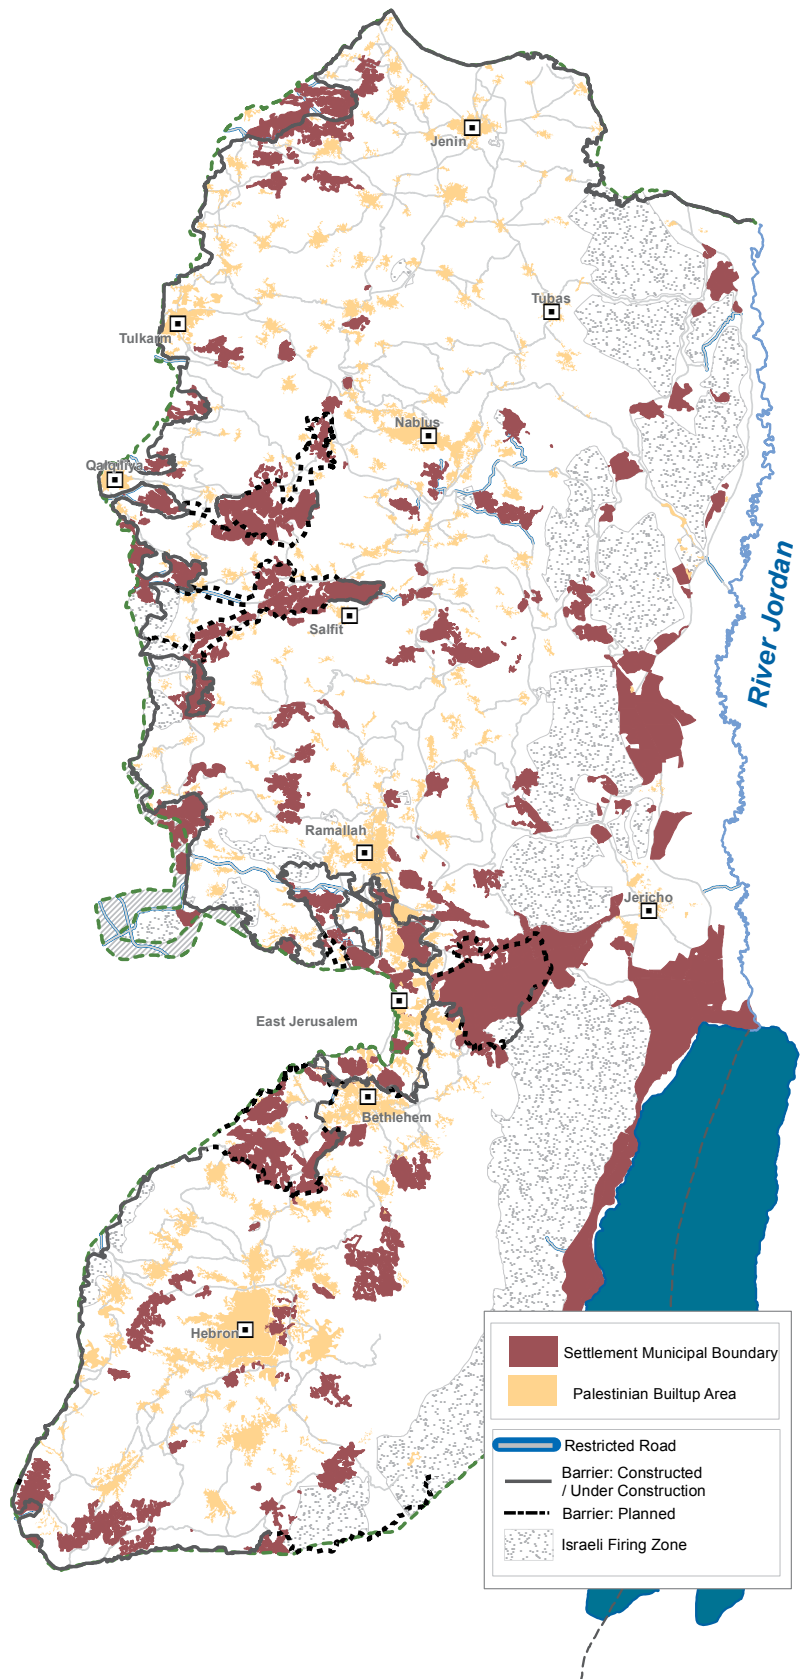 Jenin
Tubas
Tulkarm
Nablus
Qalqiliya
River Jordan
Salfit
Ramallah
Jericho
East Jerusalem
Bethlehem
Hebron
Settlement Municipal Boundary
Palestinian Builtup Area
Restricted Road
Barrier: Constructed
/ Under Construction
Barrier: Planned
Israeli Firing Zone